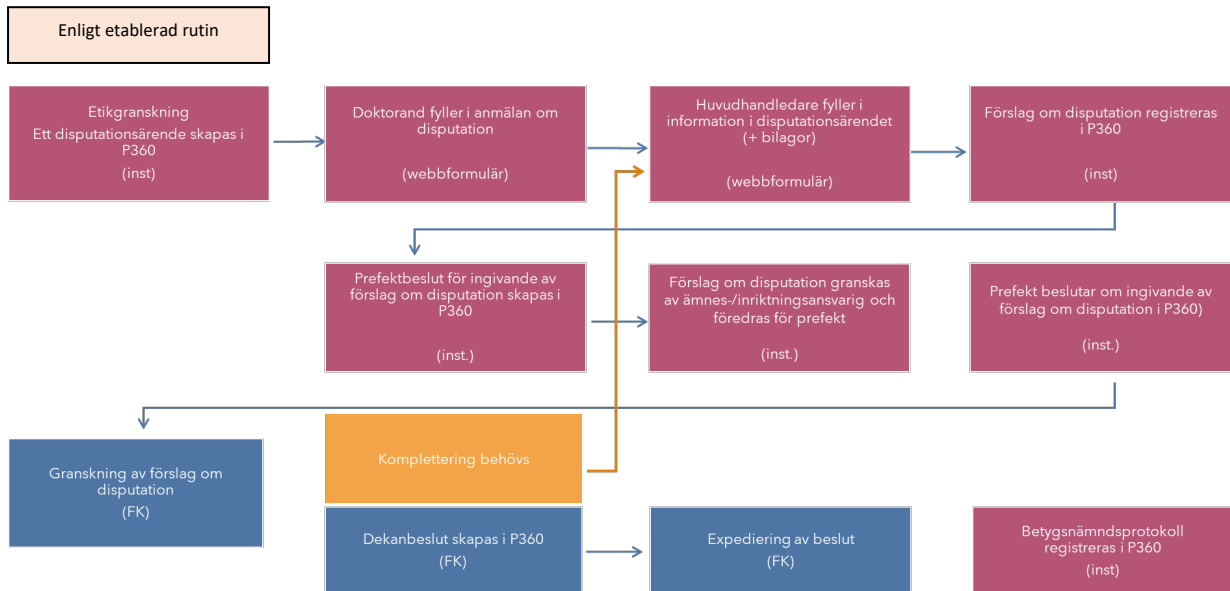 Enligt etablerad rutin
Etikgranskning
Ett disputationsärende skapas i
P360
(inst)
Doktorand fyller i anmälan om
disputation
(webbformulär)
Huvudhandledare fyller i
information i disputationsärendet
(+ bilagor)
(webbformulär)
Förslag om disputation registreras
i P360
(inst)
Prefektbeslut för ingivande av
förslag om disputation skapas i
P360
(inst.)
Förslag om disputation granskas
av ämnes-/inriktningsansvarig och
föredras för prefekt
(inst.)
Prefekt beslutar om ingivande av
förslag om disputation i P360)
(inst.)
Granskning av förslag om
disputation
(FK)
Komplettering behövs
Dekanbeslut skapas i P360
(FK)
Expediering av beslut
(FK)
Betygsnämndsprotokoll
registreras i P360
(inst)